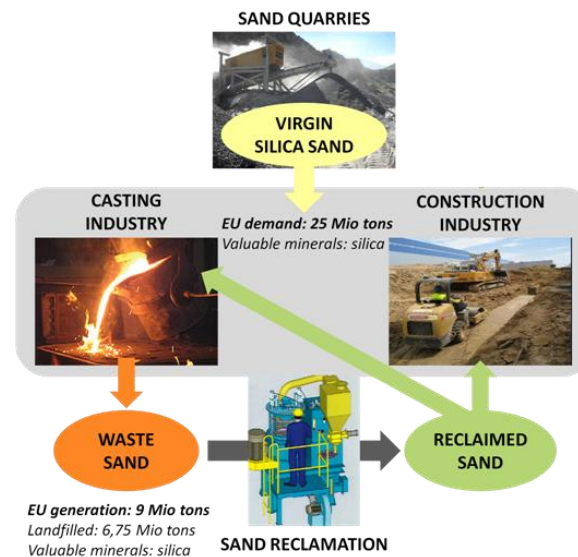 SAND QUARRIES
VIRGIN
SILICA SAND
CASTING
INDUSTRY
EU demand: 25 Mio tons
Valuable minerals: silica
CONSTRUCTION
INDUSTRY
WASTE
SAND
RECLAIMED
SAND
EU generation: 9 Mio tons
Landfilled: 6,75 Mio tons
Valuable minerals: silica
SAND RECLAMATION